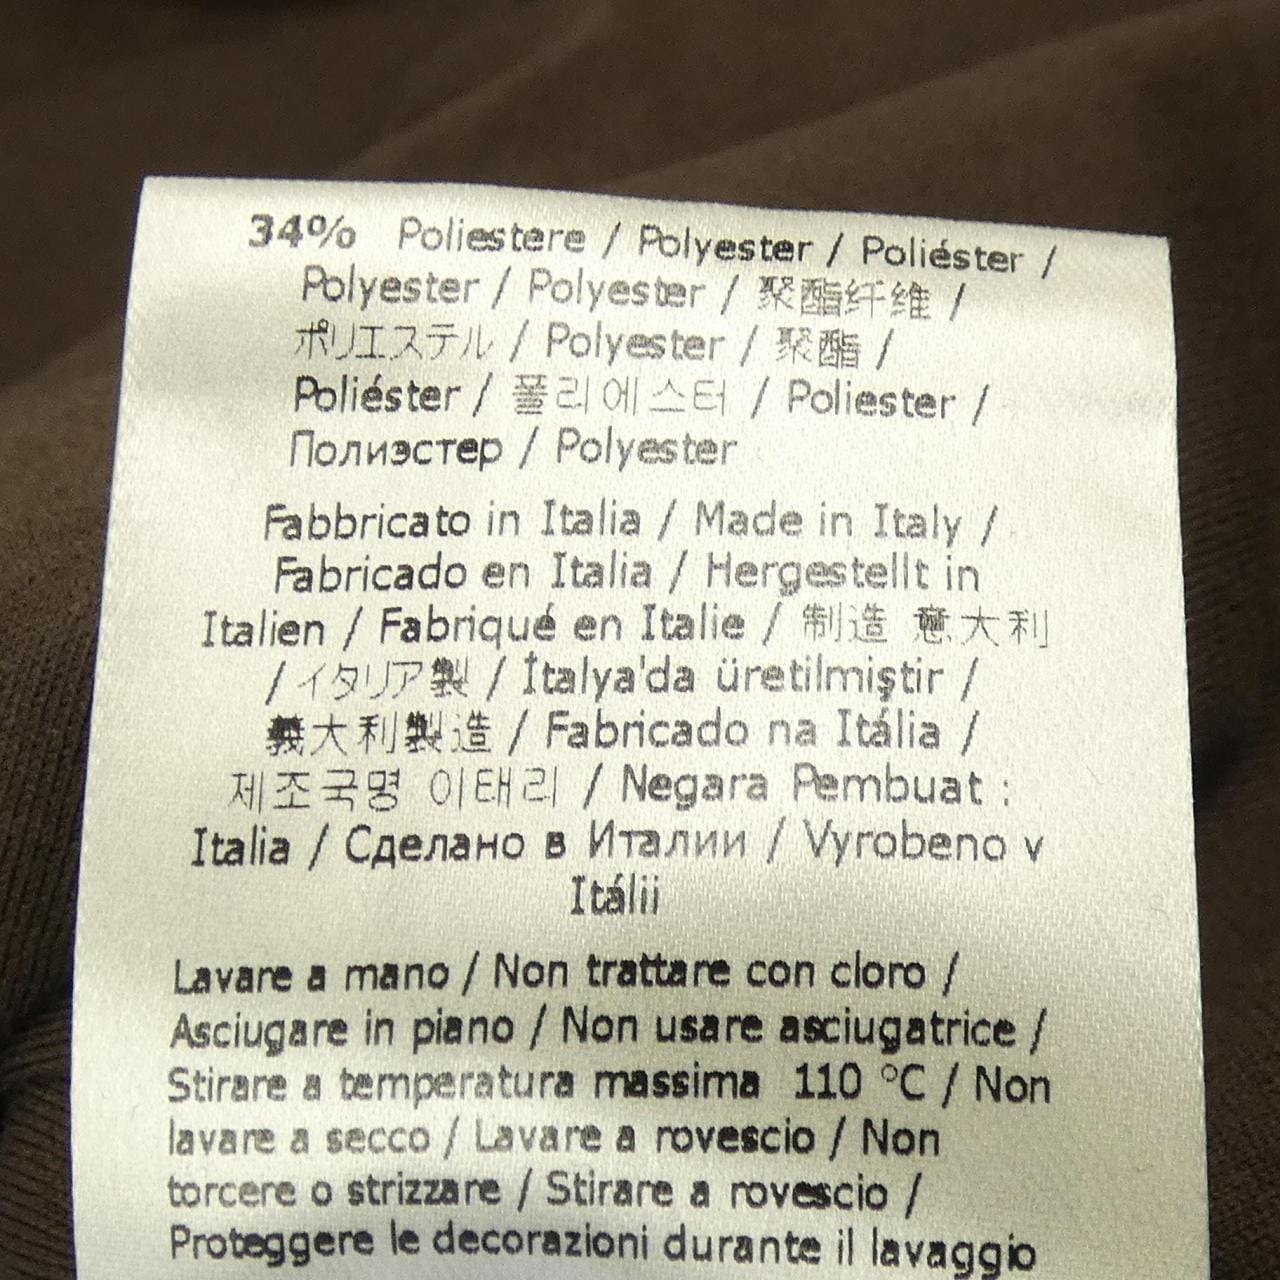 34% Poliestere / Polyester / Poliéster /
Polyester / Polyester / 聚酯纤维 /
ポリエステル / Polyester / 聚酯 /
Poliéster / 폴리에스터 / Poliester /
Полиэстер / Polyester
Fabbricato in Italia / Made in Italy /
Fabricado en Italia / Hergestellt in
Italien / Fabriqué en Italie / 制造 意大利
/ イタリア製 / İtalya'da üretilmiştir /
義大利製造 / Fabricado na Itália /
제조국명 이태리 / Negara Pembuat :
Italia / Сделано в Италии / Vyrobeno v
Itálii
Lavare a mano / Non trattare con cloro /
Asciugare in piano / Non usare asciugatrice /
Stirare a temperatura massima 110 °C / Non
lavare a secco / Lavare a rovescio / Non
torcere o strizzare / Stirare a rovescio /
Proteggere le decorazioni durante il lavaggio